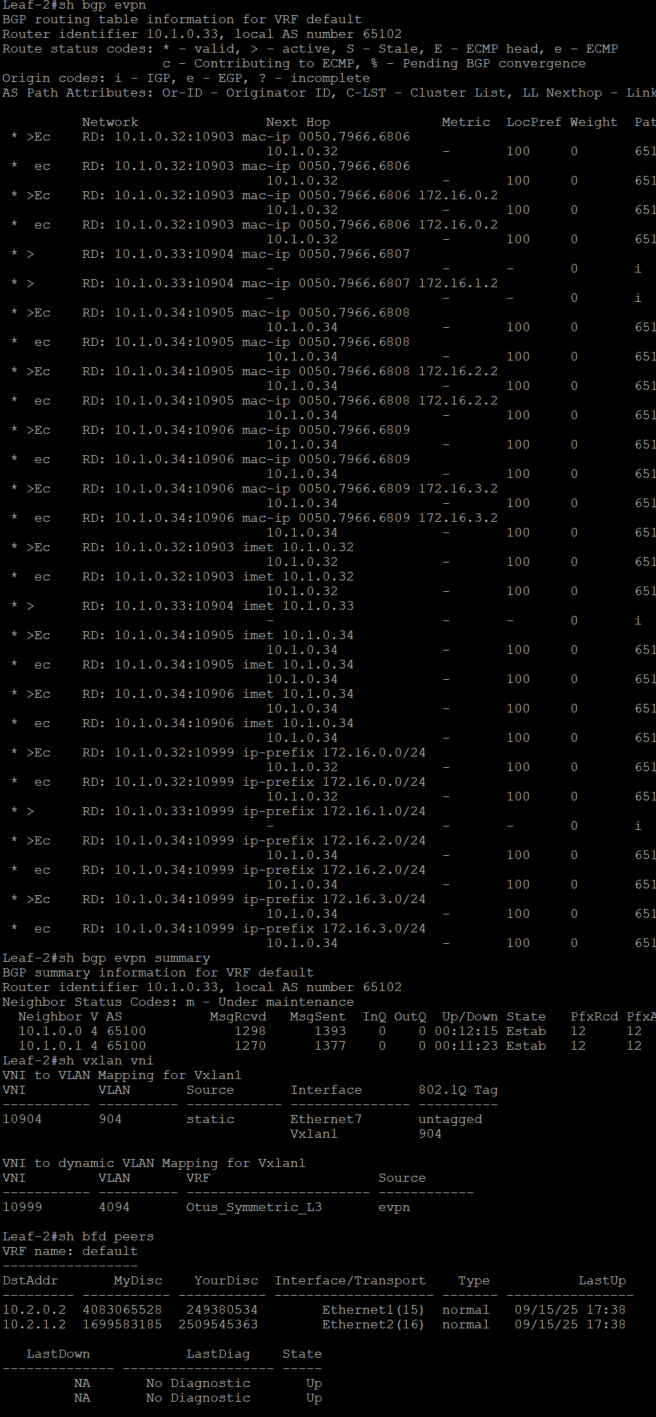 Leaf-2#sh bgp evpn
BGP routing table information for VRF default
Router identifier 10.1.0.33, local AS number 65102
Route status codes: * - valid, > - active, S - Stale, E - ECMP head, e - ECMP
                    c - Contributing to ECMP, % - Pending BGP convergence
Origin codes: i - IGP, e - EGP, ? - incomplete
AS Path Attributes: Or-ID - Originator ID, C-LST - Cluster List, LL Nexthop - Link
          Network                Next Hop              Metric  LocPref Weight  Pat
 * >Ec    RD: 10.1.0.32:10903 mac-ip 0050.7966.6806
                                 10.1.0.32             -       100     0       651
 *  ec    RD: 10.1.0.32:10903 mac-ip 0050.7966.6806
                                 10.1.0.32             -       100     0       651
 * >Ec    RD: 10.1.0.32:10903 mac-ip 0050.7966.6806 172.16.0.2
                                 10.1.0.32             -       100     0       651
 *  ec    RD: 10.1.0.32:10903 mac-ip 0050.7966.6806 172.16.0.2
                                 10.1.0.32             -       100     0       651
 * >      RD: 10.1.0.33:10904 mac-ip 0050.7966.6807
                                 -                     -       -       0       i
 * >      RD: 10.1.0.33:10904 mac-ip 0050.7966.6807 172.16.1.2
                                 -                     -       -       0       i
 * >Ec    RD: 10.1.0.34:10905 mac-ip 0050.7966.6808
                                 10.1.0.34             -       100     0       651
 *  ec    RD: 10.1.0.34:10905 mac-ip 0050.7966.6808
                                 10.1.0.34             -       100     0       651
 * >Ec    RD: 10.1.0.34:10905 mac-ip 0050.7966.6808 172.16.2.2
                                 10.1.0.34             -       100     0       651
 *  ec    RD: 10.1.0.34:10905 mac-ip 0050.7966.6808 172.16.2.2
                                 10.1.0.34             -       100     0       651
 * >Ec    RD: 10.1.0.34:10906 mac-ip 0050.7966.6809
                                 10.1.0.34             -       100     0       651
 *  ec    RD: 10.1.0.34:10906 mac-ip 0050.7966.6809
                                 10.1.0.34             -       100     0       651
 * >Ec    RD: 10.1.0.34:10906 mac-ip 0050.7966.6809 172.16.3.2
                                 10.1.0.34             -       100     0       651
 *  ec    RD: 10.1.0.34:10906 mac-ip 0050.7966.6809 172.16.3.2
                                 10.1.0.34             -       100     0       651
 * >Ec    RD: 10.1.0.32:10903 imet 10.1.0.32
                                 10.1.0.32             -       100     0       651
 *  ec    RD: 10.1.0.32:10903 imet 10.1.0.32
                                 10.1.0.32             -       100     0       651
 * >      RD: 10.1.0.33:10904 imet 10.1.0.33
                                 -                     -       -       0       i
 * >Ec    RD: 10.1.0.34:10905 imet 10.1.0.34
                                 10.1.0.34             -       100     0       651
 *  ec    RD: 10.1.0.34:10905 imet 10.1.0.34
                                 10.1.0.34             -       100     0       651
 * >Ec    RD: 10.1.0.34:10906 imet 10.1.0.34
                                 10.1.0.34             -       100     0       651
 *  ec    RD: 10.1.0.34:10906 imet 10.1.0.34
                                 10.1.0.34             -       100     0       651
 * >Ec    RD: 10.1.0.32:10999 ip-prefix 172.16.0.0/24
                                 10.1.0.32             -       100     0       651
 *  ec    RD: 10.1.0.32:10999 ip-prefix 172.16.0.0/24
                                 10.1.0.32             -       100     0       651
 * >      RD: 10.1.0.33:10999 ip-prefix 172.16.1.0/24
                                 -                     -       -       0       i
 * >Ec    RD: 10.1.0.34:10999 ip-prefix 172.16.2.0/24
                                 10.1.0.34             -       100     0       651
 *  ec    RD: 10.1.0.34:10999 ip-prefix 172.16.2.0/24
                                 10.1.0.34             -       100     0       651
 * >Ec    RD: 10.1.0.34:10999 ip-prefix 172.16.3.0/24
                                 10.1.0.34             -       100     0       651
 *  ec    RD: 10.1.0.34:10999 ip-prefix 172.16.3.0/24
                                 10.1.0.34             -       100     0       651
Leaf-2#sh bgp evpn summary
BGP summary information for VRF default
Router identifier 10.1.0.33, local AS number 65102
Neighbor Status Codes: m - Under maintenance
  Neighbor V AS           MsgRcvd   MsgSent  InQ OutQ  Up/Down State   PfxRcd PfxA
  10.1.0.0 4 65100           1298      1393    0    0 00:12:15 Estab   12     12
  10.1.0.1 4 65100           1270      1377    0    0 00:11:23 Estab   12     12
Leaf-2#sh vxlan vni
VNI to VLAN Mapping for Vxlan1
VNI         VLAN       Source       Interface       802.1Q Tag
----------- ---------- ------------ --------------- ----------
10904       904        static       Ethernet7       untagged
                                    Vxlan1          904
VNI to dynamic VLAN Mapping for Vxlan1
VNI         VLAN       VRF                     Source
----------- ---------- ----------------------- ------------
10999       4094       Otus_Symmetric_L3       evpn
Leaf-2#sh bfd peers
VRF name: default
-----------------
DstAddr       MyDisc    YourDisc  Interface/Transport    Type           LastUp
--------- ----------- ----------- -------------------- ------- ----------------
10.2.0.2  4083065528   249380534        Ethernet1(15)  normal   09/15/25 17:38
10.2.1.2  1699583185  2509545363        Ethernet2(16)  normal   09/15/25 17:38
   LastDown            LastDiag    State
-------------- ------------------- -----
         NA       No Diagnostic       Up
         NA       No Diagnostic       Up